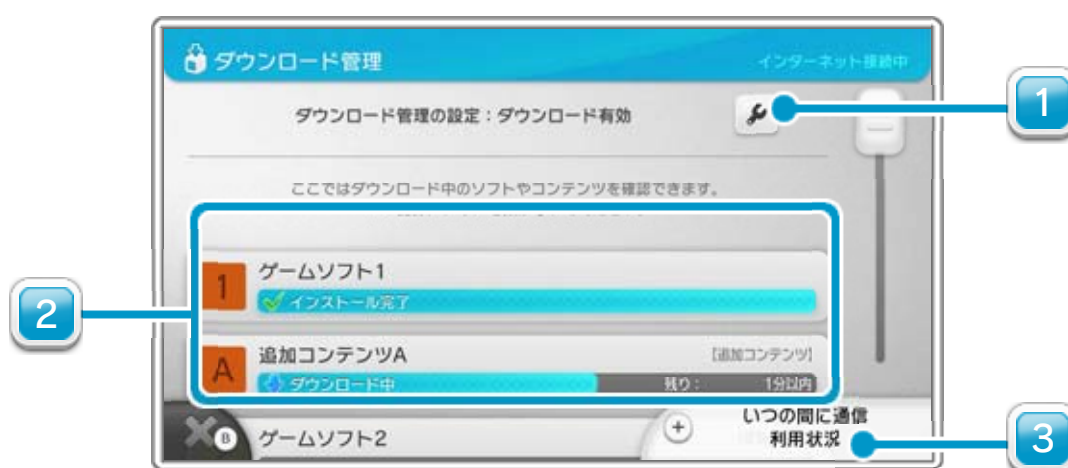 ダウンロード管理
インターネット接続中
ダウンロード管理の設定：ダウンロード有効
1
ここではダウンロード中のソフトやコンテンツを確認できます。
1
ゲームソフト1
インストール完了
2
A
追加コンテンツA
[追加コンテンツ]
ダウンロード中
残り： 1分以内
B
ゲームソフト2
+
いつの間に通信
利用状況
3